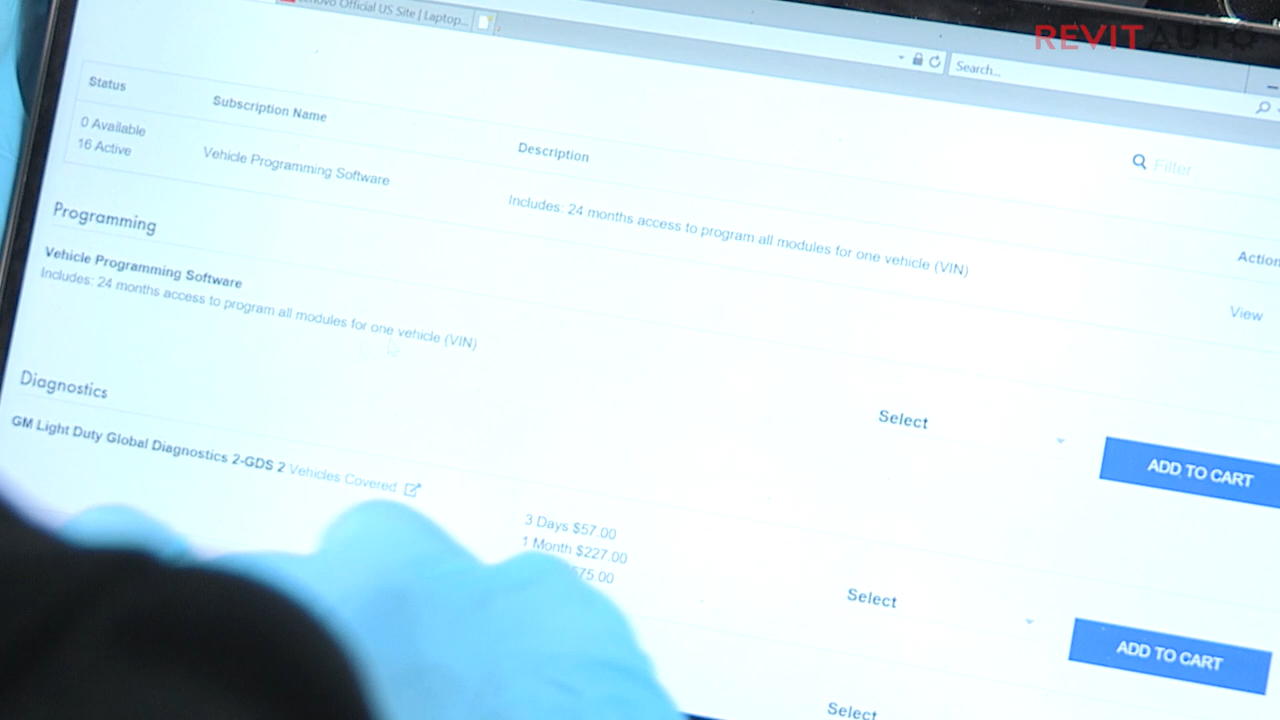 Lenovo Official US Site | Laptop...
REVITAUTO
Search...
Status
Subscription Name
Description
Filter
0 Available
16 Active
Vehicle Programming Software
Includes: 24 months access to program all modules for one vehicle (VIN)
Action
View
Programming
Vehicle Programming Software
Includes: 24 months access to program all modules for one vehicle (VIN)
Select
ADD TO CART
Diagnostics
GM Light Duty Global Diagnostics 2-GDS 2 Vehicles Covered
3 Days $57.00
1 Month $227.00
75.00
Select
ADD TO CART
Select